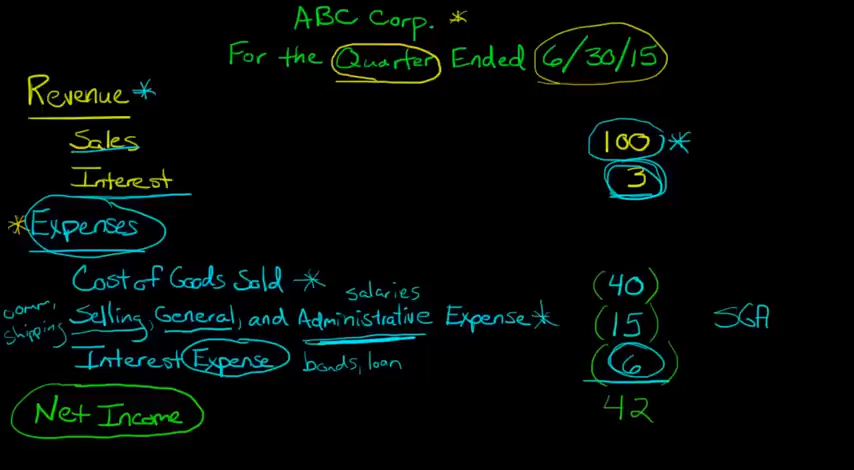 ABC Corp. *
For the Quarter Ended 6/30/15
Revenue *
Sales 100 *
Interest 3
* Expenses
Cost of Goods Sold * (40)
salaries
comm, shipping
Selling, General, and Administrative Expense * (15) SGA
Interest Expense bonds, loan (6)
Net Income 42